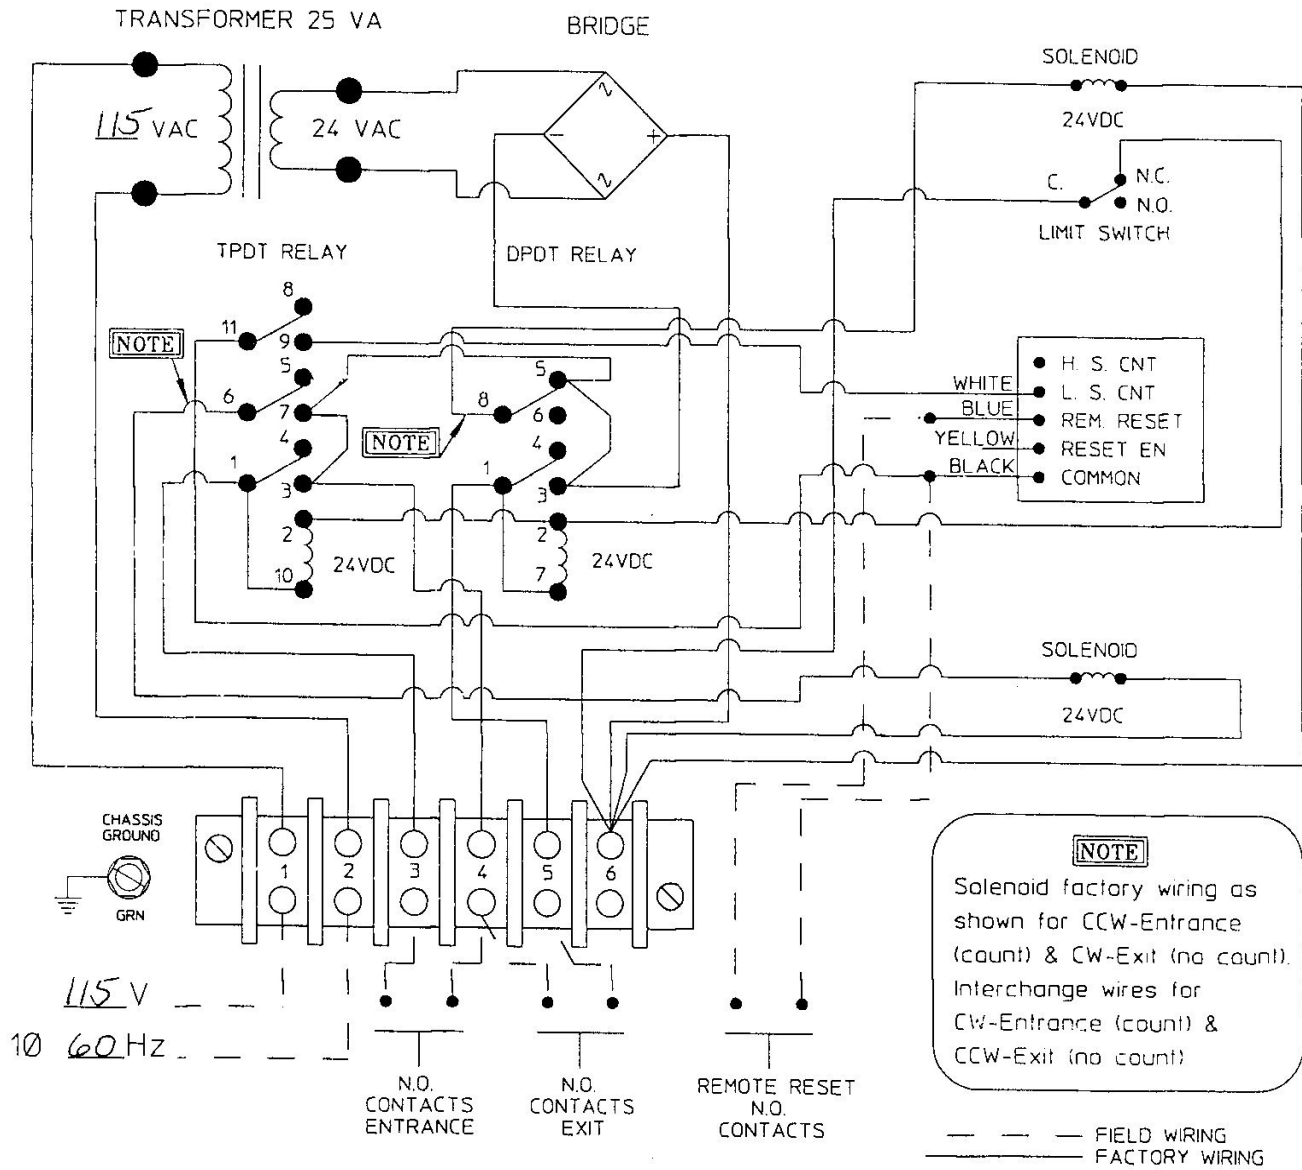 TRANSFORMER 25 VA
BRIDGE
SOLENOID
24VDC
115 VAC
24 VAC
~
-
+
~
C.
N.C.
N.O.
LIMIT SWITCH
TPDT RELAY
DPDT RELAY
8
11
9
NOTE
5
6
7
4
1
3
2
10
24VDC
5
8
6
NOTE
4
1
3
2
7
24VDC
H. S. CNT
WHITE
L. S. CNT
BLUE
REM. RESET
YELLOW
RESET EN
BLACK
COMMON
SOLENOID
24VDC
CHASSIS
GROUND
GRN
1
2
3
4
5
6
115 V
1Ø 60 Hz
N.O.
CONTACTS
ENTRANCE
N.O.
CONTACTS
EXIT
REMOTE RESET
N.O.
CONTACTS
NOTE
Solenoid factory wiring as
shown for CCW-Entrance
(count) & CW-Exit (no count).
Interchange wires for
CW-Entrance (count) &
CCW-Exit (no count)
FIELD WIRING
FACTORY WIRING